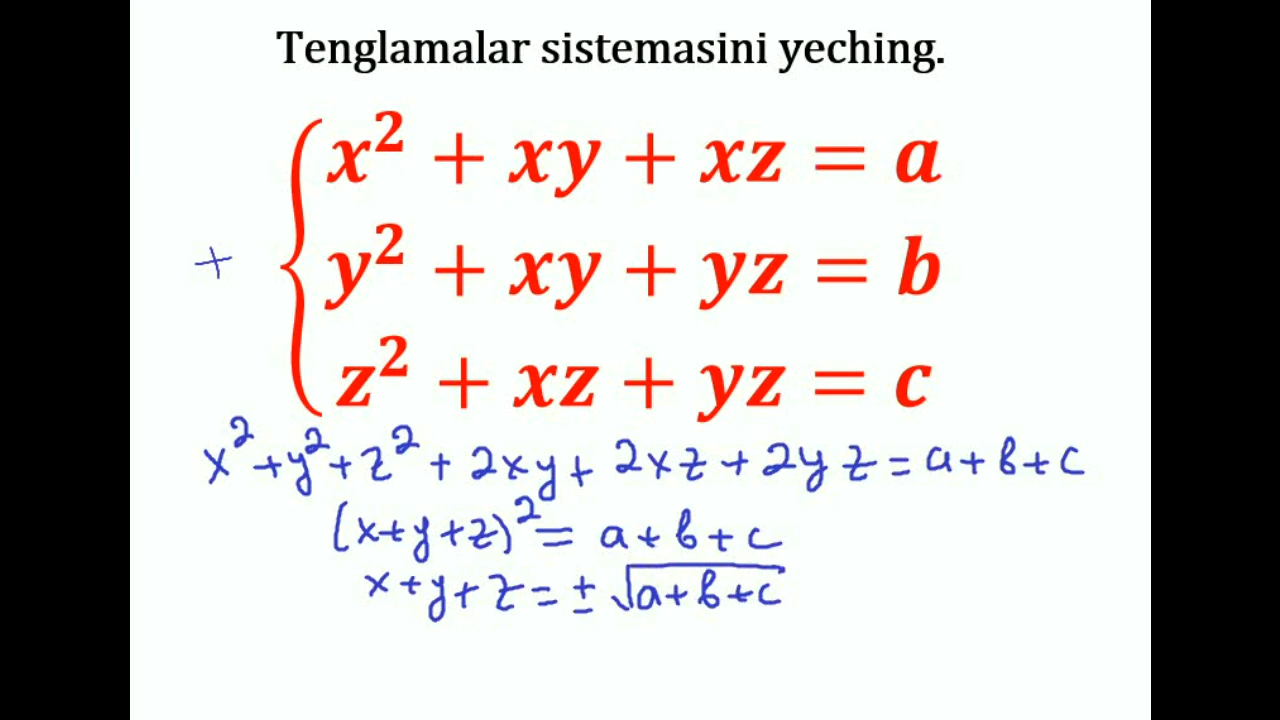 Tenglamalar sistemasini yeching.
x² + xy + xz = a
+
y² + xy + yz = b
z² + xz + yz = c
x²+y²+z²+2xy+2xz+2yz=a+b+c
(x+y+z)²=a+b+c
x+y+z=±√(a+b+c)